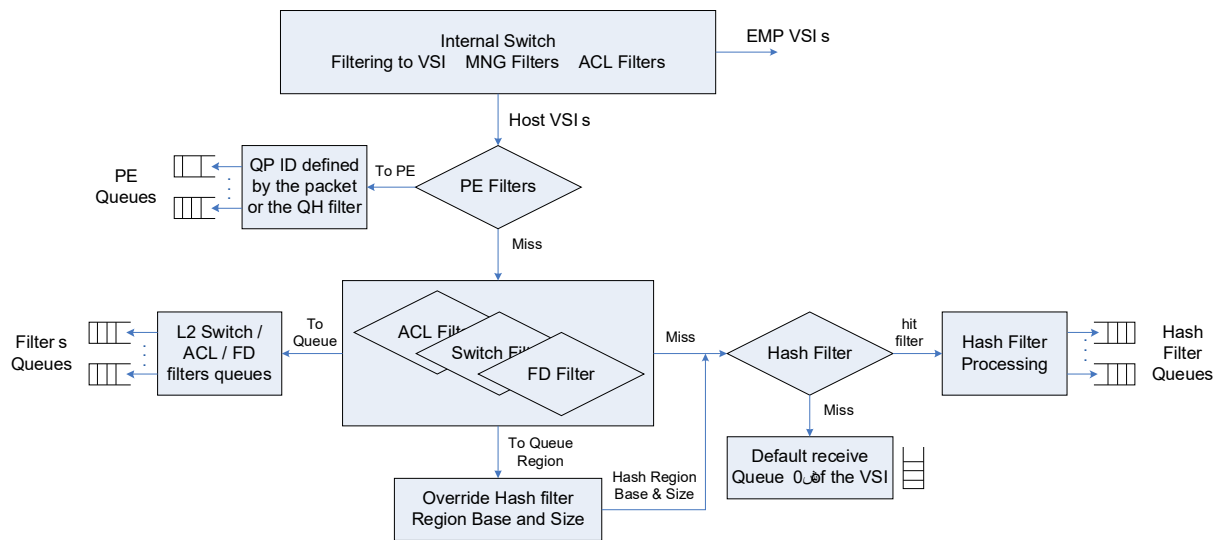 Internal Switch
Filtering to VSI MNG Filters ACL Filters
EMP VSI s
Host VSI s
PE
Queues
QP ID defined
by the packet
or the QH filter
To PE
PE Filters
Miss
Filter s
Queues
L2 Switch /
ACL / FD
filters queues
To
Queue
ACL Filte
Switch Filt
FD Filter
Miss
Hash Filter
hit
filter
Hash Filter
Processing
Hash
Filter
Queues
Miss
Default receive
Queue 0 of the VSI
To Queue
Region
Override Hash filter
Region Base and Size
Hash Region
Base & Size